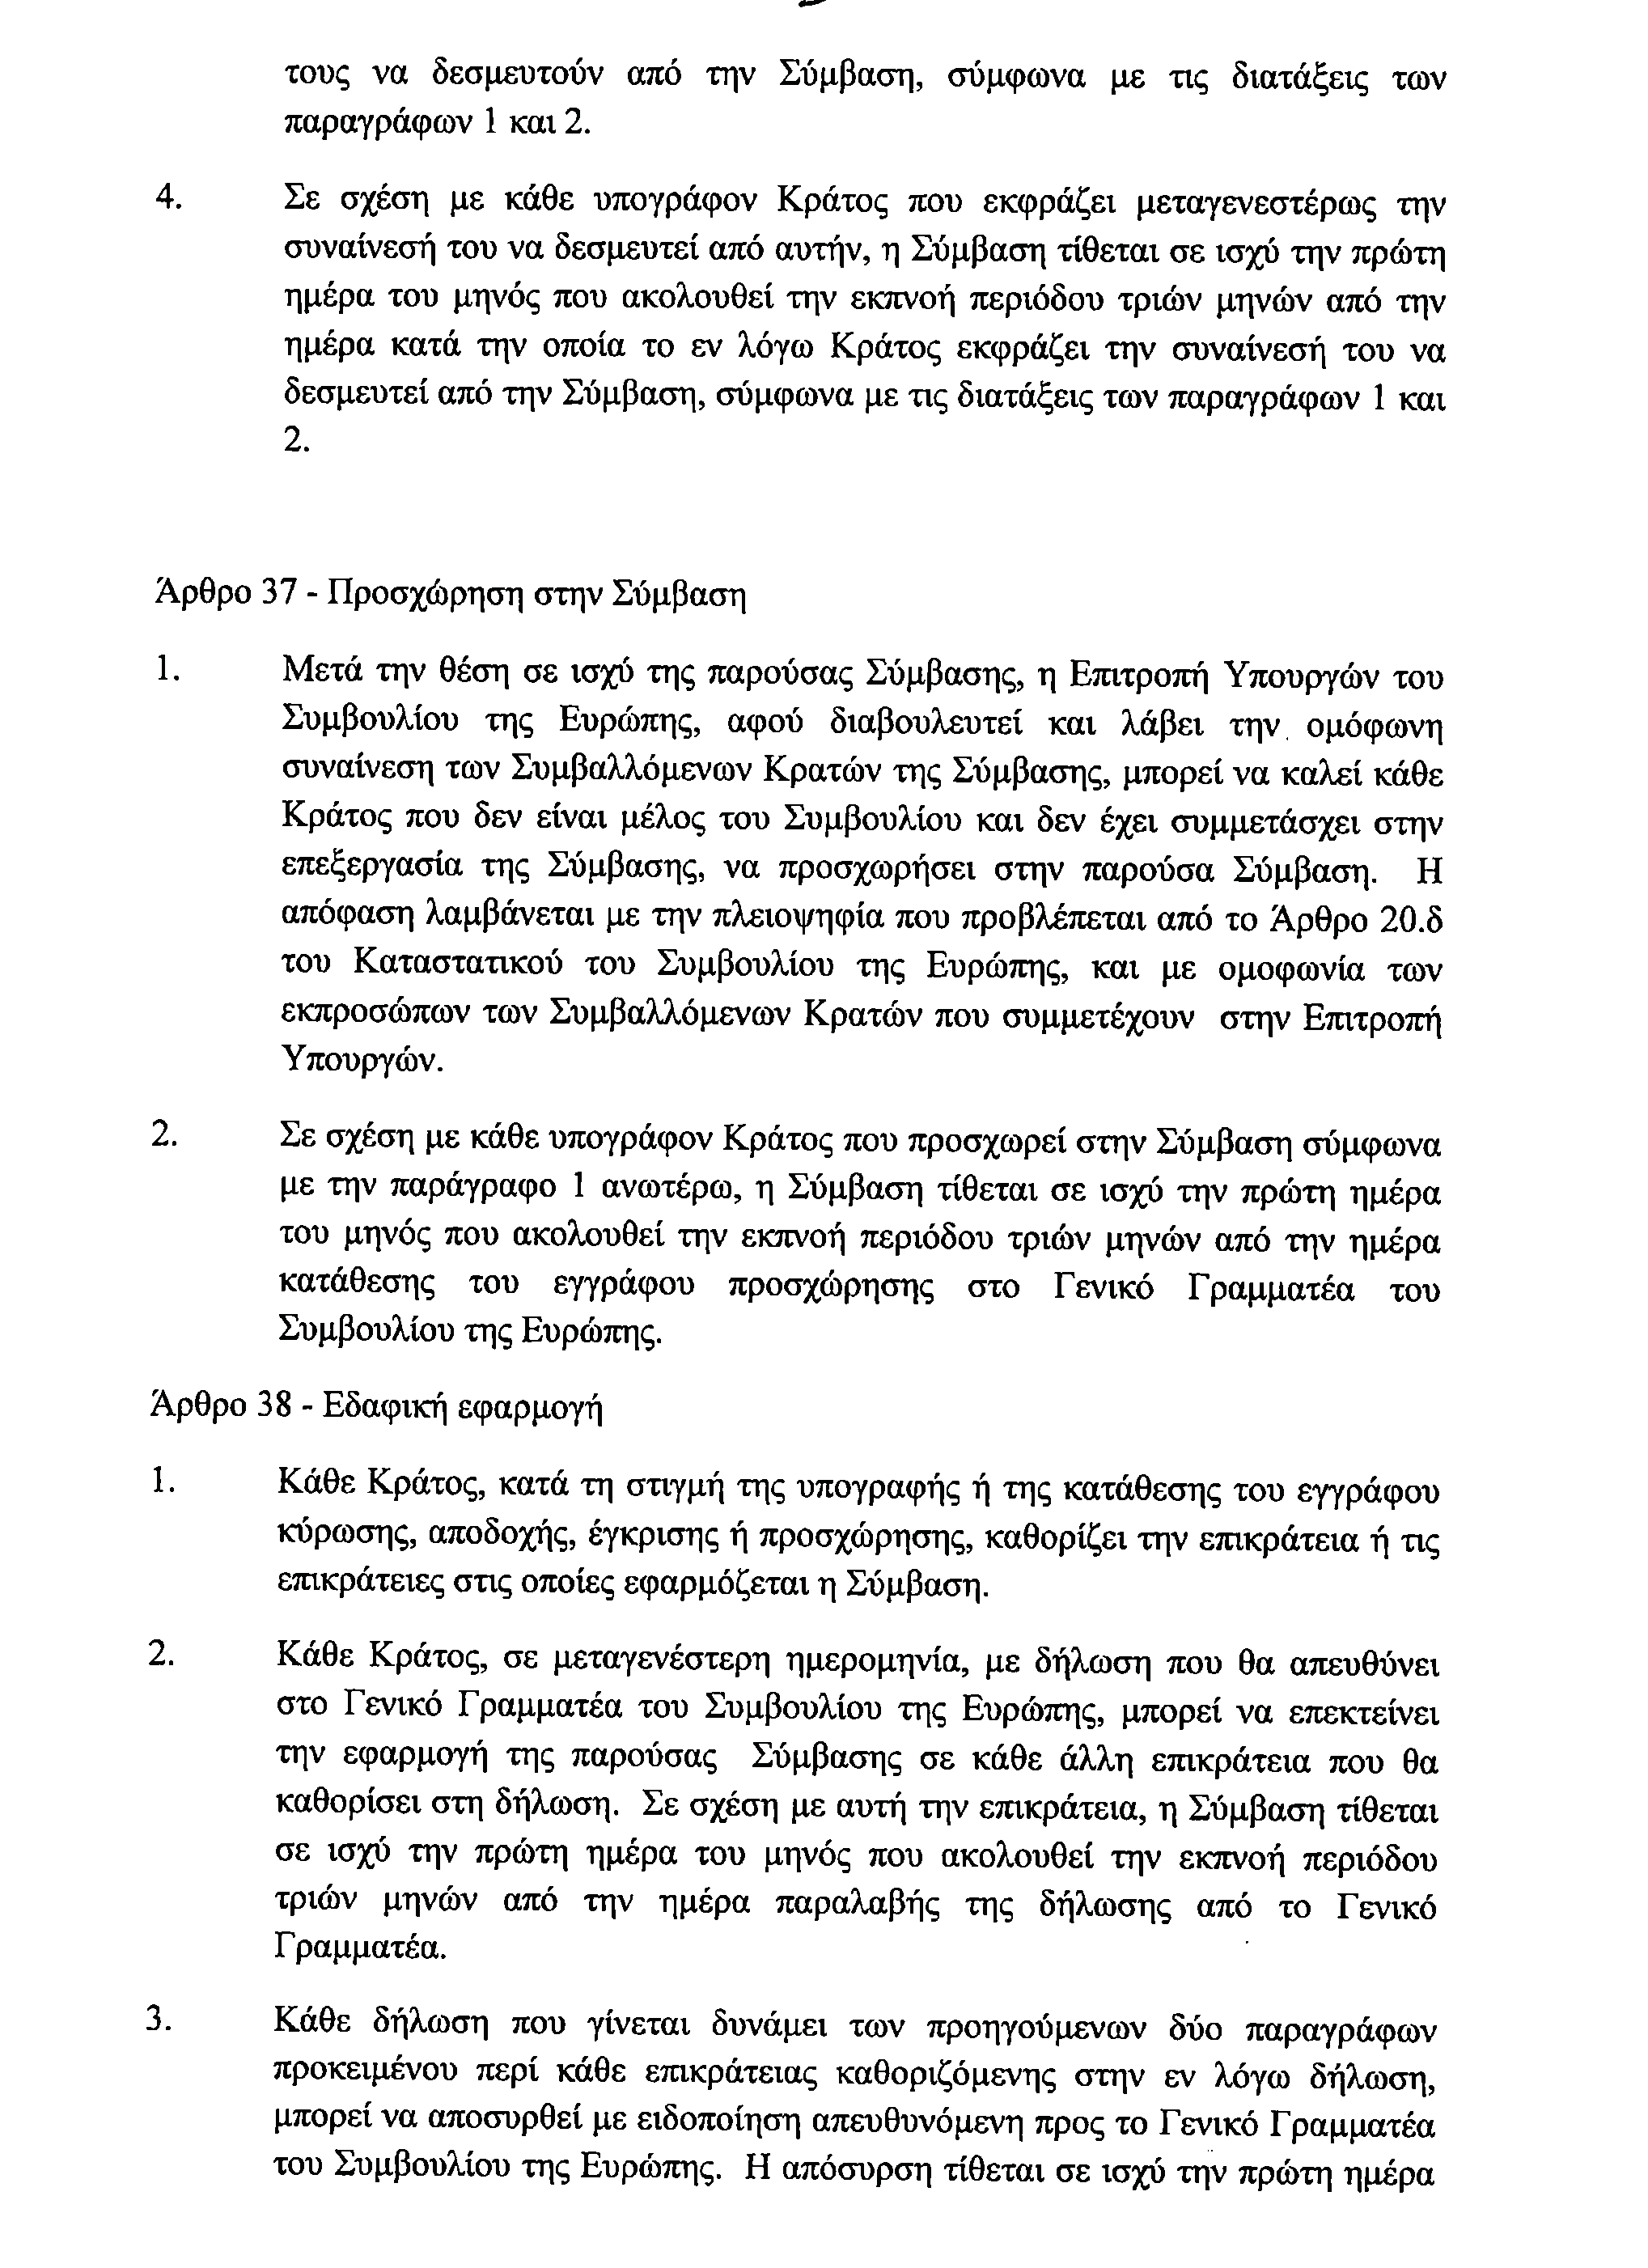 τους να δεσμευτούν από την Σύμβαση, σύμφωνα με τις διατάξεις των
παραγράφων 1 και 2.
4. Σε σχέση με κάθε υπογράφον Κράτος που εκφράζει μεταγενεστέρως την
συναίνεσή του να δεσμευτεί από αυτήν, η Σύμβαση τίθεται σε ισχύ την πρώτη
ημέρα του μηνός που ακολουθεί την εκπνοή περιόδου τριών μηνών από την
ημέρα κατά την οποία το εν λόγω Κράτος εκφράζει την συναίνεσή του να
δεσμευτεί από την Σύμβαση, σύμφωνα με τις διατάξεις των παραγράφων 1 και
2.
Άρθρο 37 - Προσχώρηση στην Σύμβαση
1. Μετά την θέση σε ισχύ της παρούσας Σύμβασης, η Επιτροπή Υπουργών του
Συμβουλίου της Ευρώπης, αφού διαβουλευτεί και λάβει την ομόφωνη
συναίνεση των Συμβαλλόμενων Κρατών της Σύμβασης, μπορεί να καλεί κάθε
Κράτος που δεν είναι μέλος του Συμβουλίου και δεν έχει συμμετάσχει στην
επεξεργασία της Σύμβασης, να προσχωρήσει στην παρούσα Σύμβαση. Η
απόφαση λαμβάνεται με την πλειοψηφία που προβλέπεται από το Άρθρο 20.δ
του Καταστατικού του Συμβουλίου της Ευρώπης, και με ομοφωνία των
εκπροσώπων των Συμβαλλόμενων Κρατών που συμμετέχουν στην Επιτροπή
Υπουργών.
2. Σε σχέση με κάθε υπογράφον Κράτος που προσχωρεί στην Σύμβαση σύμφωνα
με την παράγραφο 1 ανωτέρω, η Σύμβαση τίθεται σε ισχύ την πρώτη ημέρα
του μηνός που ακολουθεί την εκπνοή περιόδου τριών μηνών από την ημέρα
κατάθεσης του εγγράφου προσχώρησης στο Γενικό Γραμματέα του
Συμβουλίου της Ευρώπης.
Άρθρο 38 - Εδαφική εφαρμογή
1. Κάθε Κράτος, κατά τη στιγμή της υπογραφής ή της κατάθεσης του εγγράφου
κύρωσης, αποδοχής, έγκρισης ή προσχώρησης, καθορίζει την επικράτεια ή τις
επικράτειες στις οποίες εφαρμόζεται η Σύμβαση.
2. Κάθε Κράτος, σε μεταγενέστερη ημερομηνία, με δήλωση που θα απευθύνει
στο Γενικό Γραμματέα του Συμβουλίου της Ευρώπης, μπορεί να επεκτείνει
την εφαρμογή της παρούσας Σύμβασης σε κάθε άλλη επικράτεια που θα
καθορίσει στη δήλωση. Σε σχέση με αυτή την επικράτεια, η Σύμβαση τίθεται
σε ισχύ την πρώτη ημέρα του μηνός που ακολουθεί την εκπνοή περιόδου
τριών μηνών από την ημέρα παραλαβής της δήλωσης από το Γενικό
Γραμματέα.
3. Κάθε δήλωση που γίνεται δυνάμει των προηγούμενων δύο παραγράφων
προκειμένου περί κάθε επικράτειας καθοριζόμενης στην εν λόγω δήλωση,
μπορεί να αποσυρθεί με ειδοποίηση απευθυνόμενη προς το Γενικό Γραμματέα
του Συμβουλίου της Ευρώπης. Η απόσυρση τίθεται σε ισχύ την πρώτη ημέρα